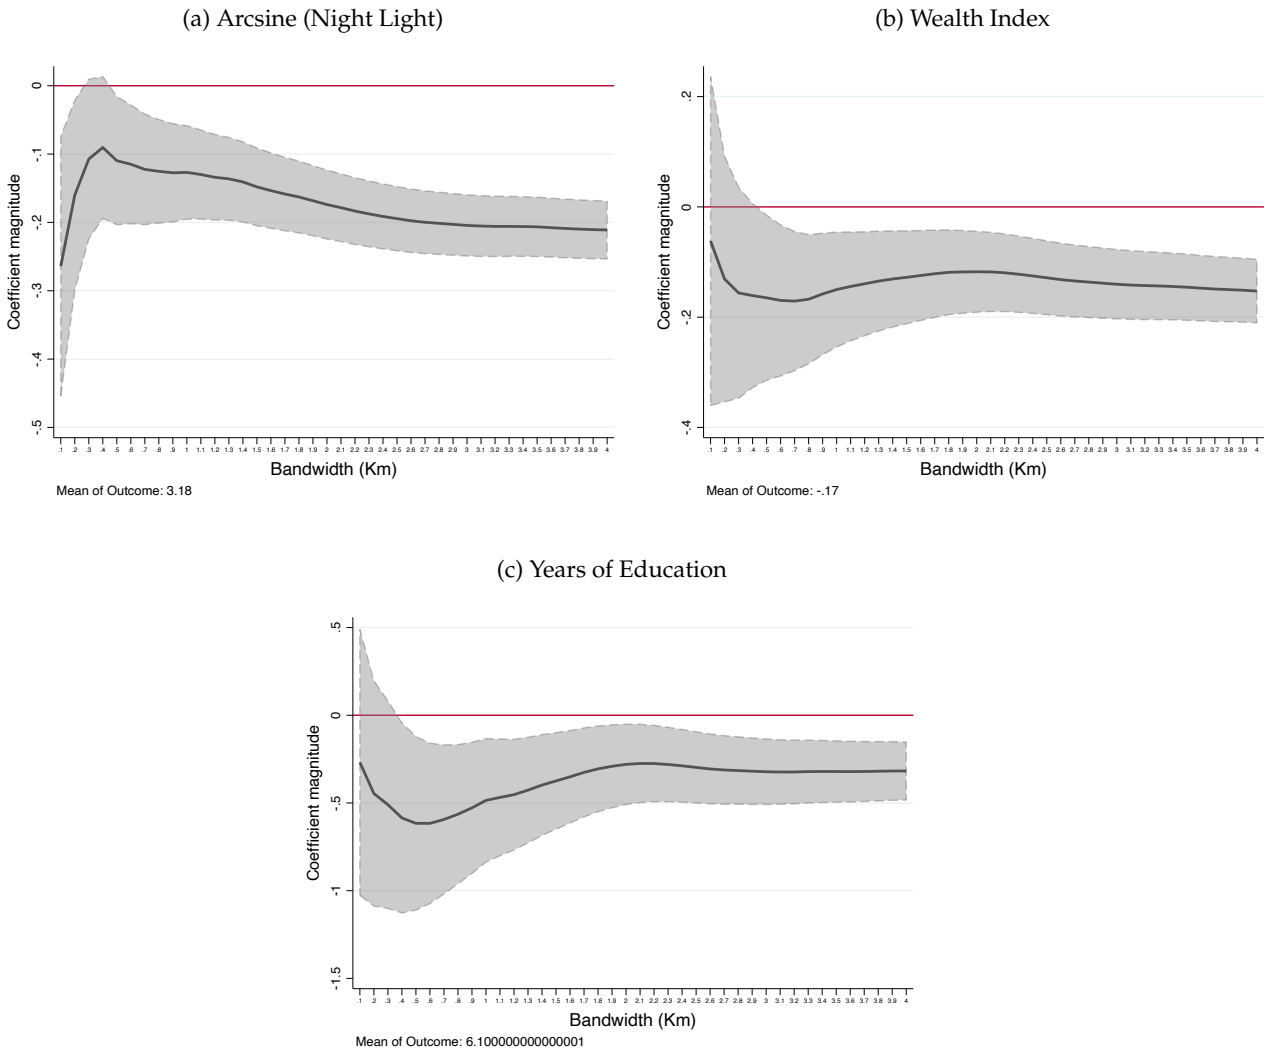 (a) Arcsine (Night Light)
Coefficient magnitude
0
-.1
-.2
-.3
-.4
-.5
.1 .2 .3 .4 .5 .6 .7 .8 .9 1 1.1 1.2 1.3 1.4 1.5 1.6 1.7 1.8 1.9 2 2.1 2.2 2.3 2.4 2.5 2.6 2.7 2.8 2.9 3 3.1 3.2 3.3 3.4 3.5 3.6 3.7 3.8 3.9 4
Bandwidth (Km)
Mean of Outcome: 3.18
(b) Wealth Index
Coefficient magnitude
.2
0
-.2
-.4
.1 .2 .3 .4 .5 .6 .7 .8 .9 1 1.1 1.2 1.3 1.4 1.5 1.6 1.7 1.8 1.9 2 2.1 2.2 2.3 2.4 2.5 2.6 2.7 2.8 2.9 3 3.1 3.2 3.3 3.4 3.5 3.6 3.7 3.8 3.9 4
Bandwidth (Km)
Mean of Outcome: -.17
(c) Years of Education
Coefficient magnitude
.5
0
-.5
-1
-1.5
.1 .2 .3 .4 .5 .6 .7 .8 .9 1 1.1 1.2 1.3 1.4 1.5 1.6 1.7 1.8 1.9 2 2.1 2.2 2.3 2.4 2.5 2.6 2.7 2.8 2.9 3 3.1 3.2 3.3 3.4 3.5 3.6 3.7 3.8 3.9 4
Bandwidth (Km)
Mean of Outcome: 6.100000000000001